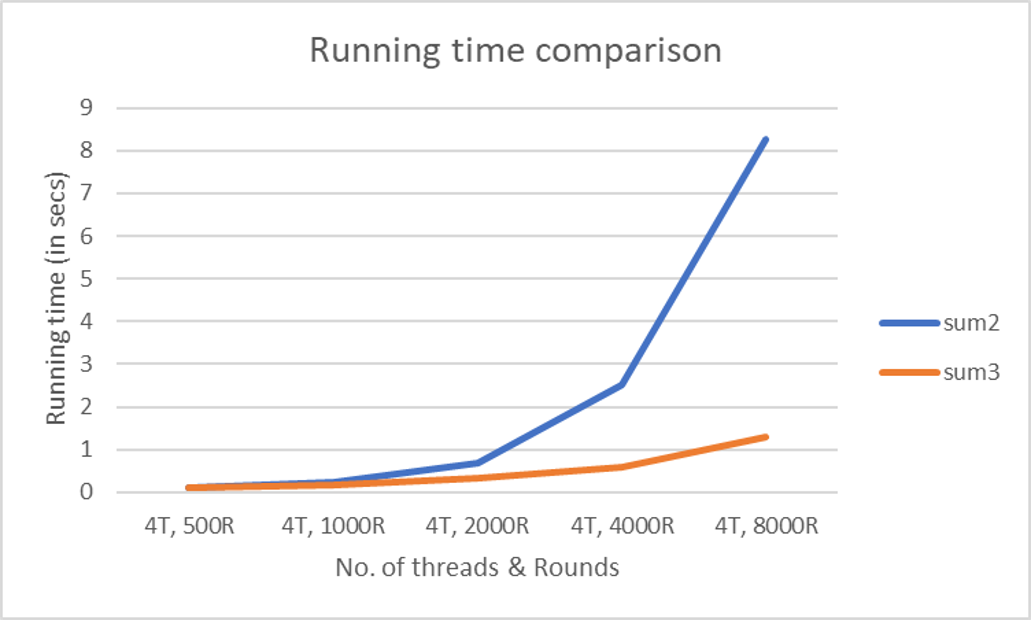 Running time comparison
Running time (in secs)
9
8
7
6
5
4
3
2
1
0
4T, 500R 4T, 1000R 4T, 2000R 4T, 4000R 4T, 8000R
No. of threads & Rounds
sum2
sum3